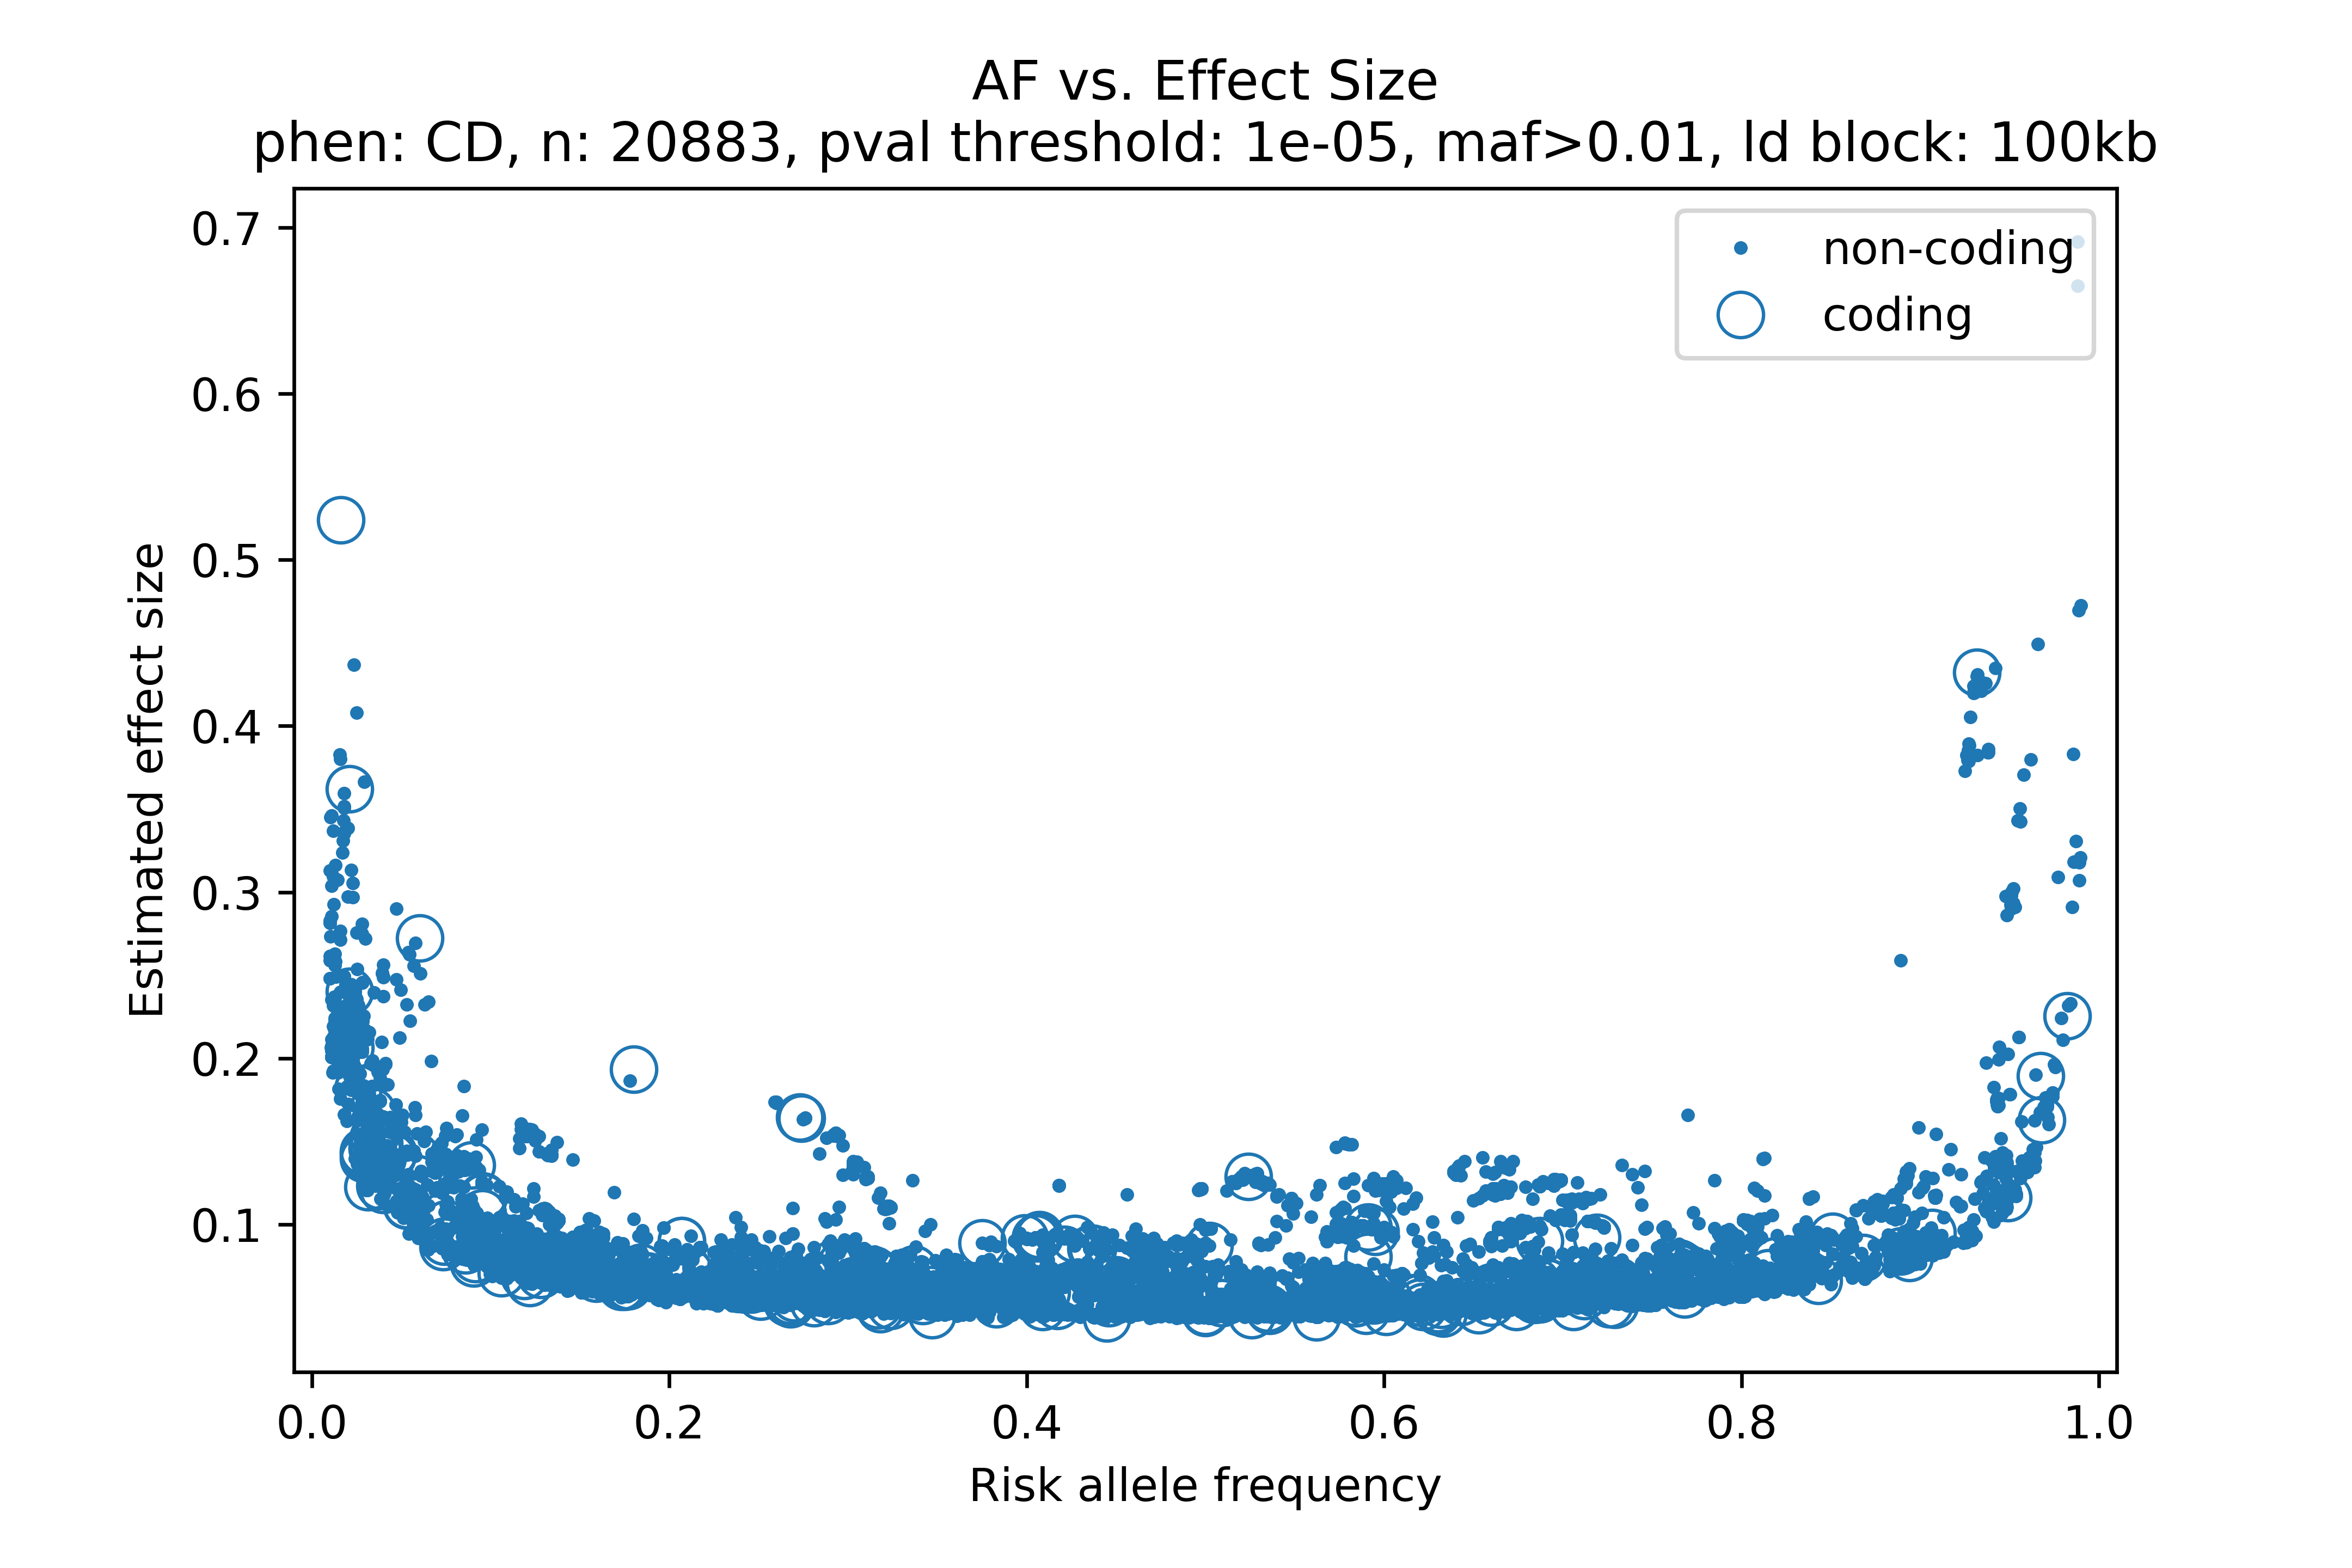 AF vs. Effect Size
phen: CD, n: 20883, pval threshold: 1e-05, maf>0.01, ld block: 100kb
non-coding
coding
0.7
0.6
0.5
0.4
0.3
0.2
0.1
Estimated effect size
0.0 0.2 0.4 0.6 0.8 1.0
Risk allele frequency